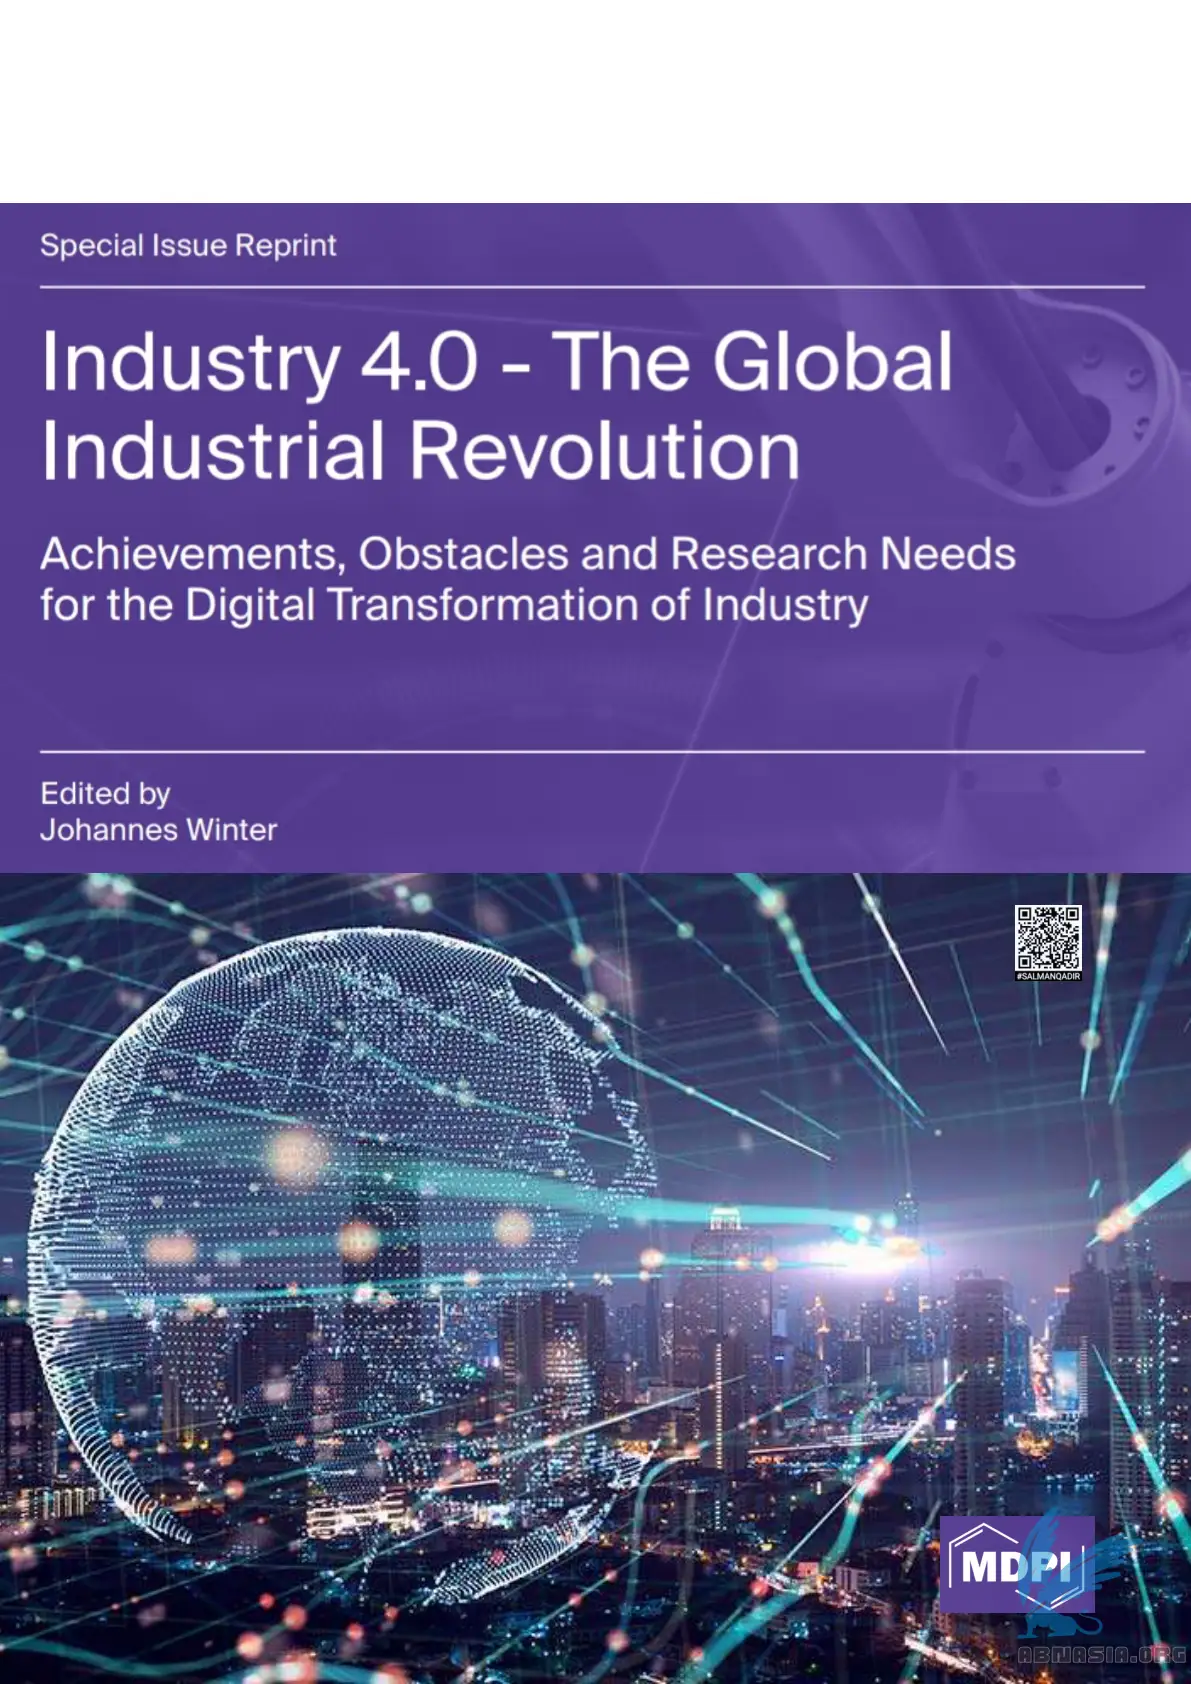 Special Issue Reprint
Industry 4.0 - The Global
Industrial Revolution
Achievements, Obstacles and Research Needs
for the Digital Transformation of Industry
Edited by
Johannes Winter
#SALMANQADIR
MDPI
ABNASIA.ORG